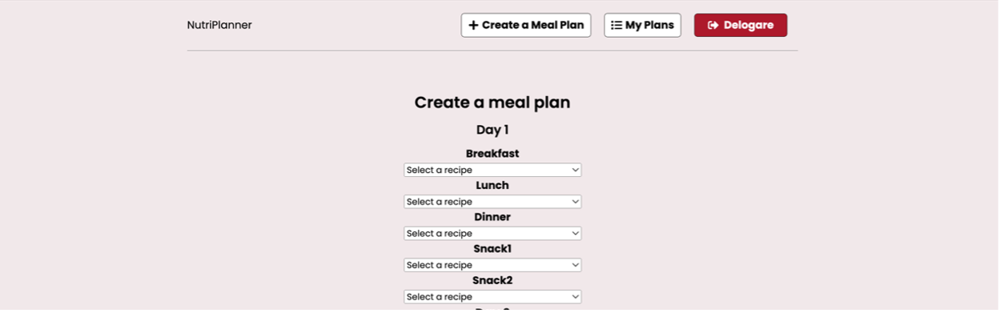 NutriPlanner
Create a Meal Plan
My Plans
Delogare
Create a meal plan
Day 1
Breakfast
Select a recipe
Lunch
Select a recipe
Dinner
Select a recipe
Snack1
Select a recipe
Snack2
Select a recipe